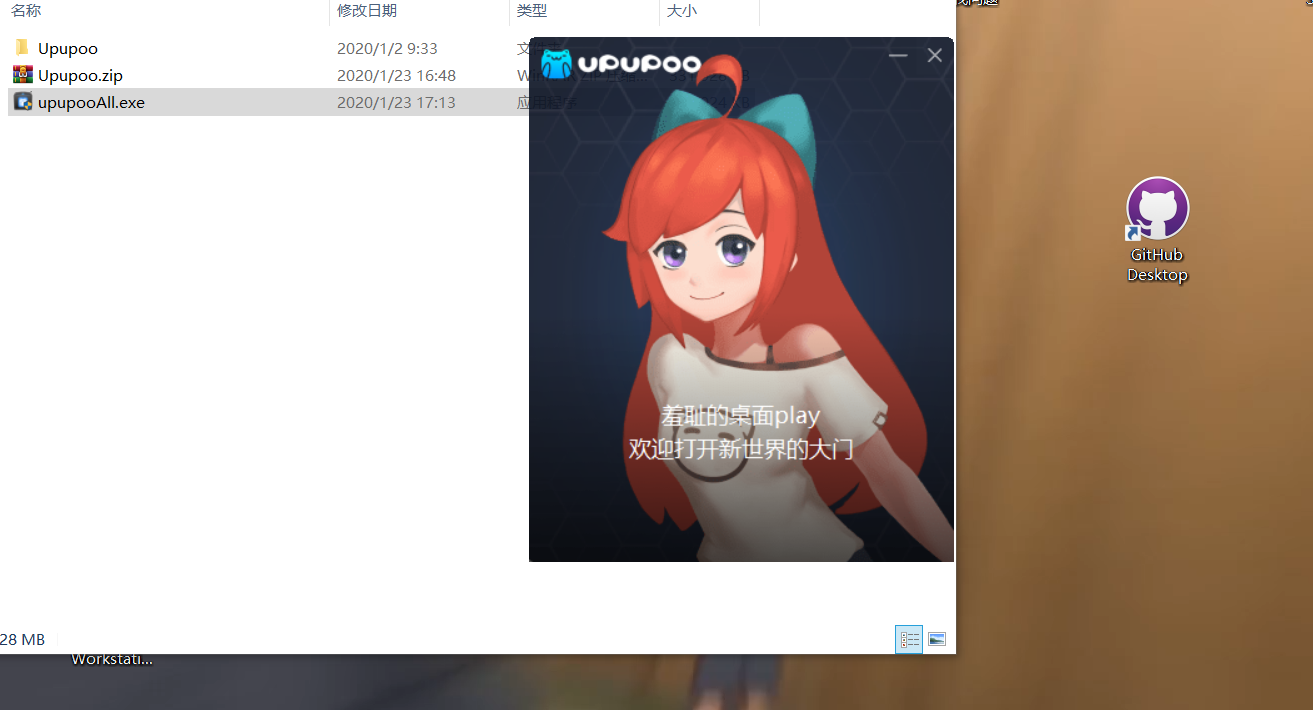 名称 修改日期 类型 大小
Upupoo 2020/1/2 9:33
Upupoo.zip 2020/1/23 16:48
upupooAll.exe 2020/1/23 17:13 应用程序
UPUPOO
羞耻的桌面play
欢迎打开新世界的大门
GitHub
Desktop
28 MB
Workstati...